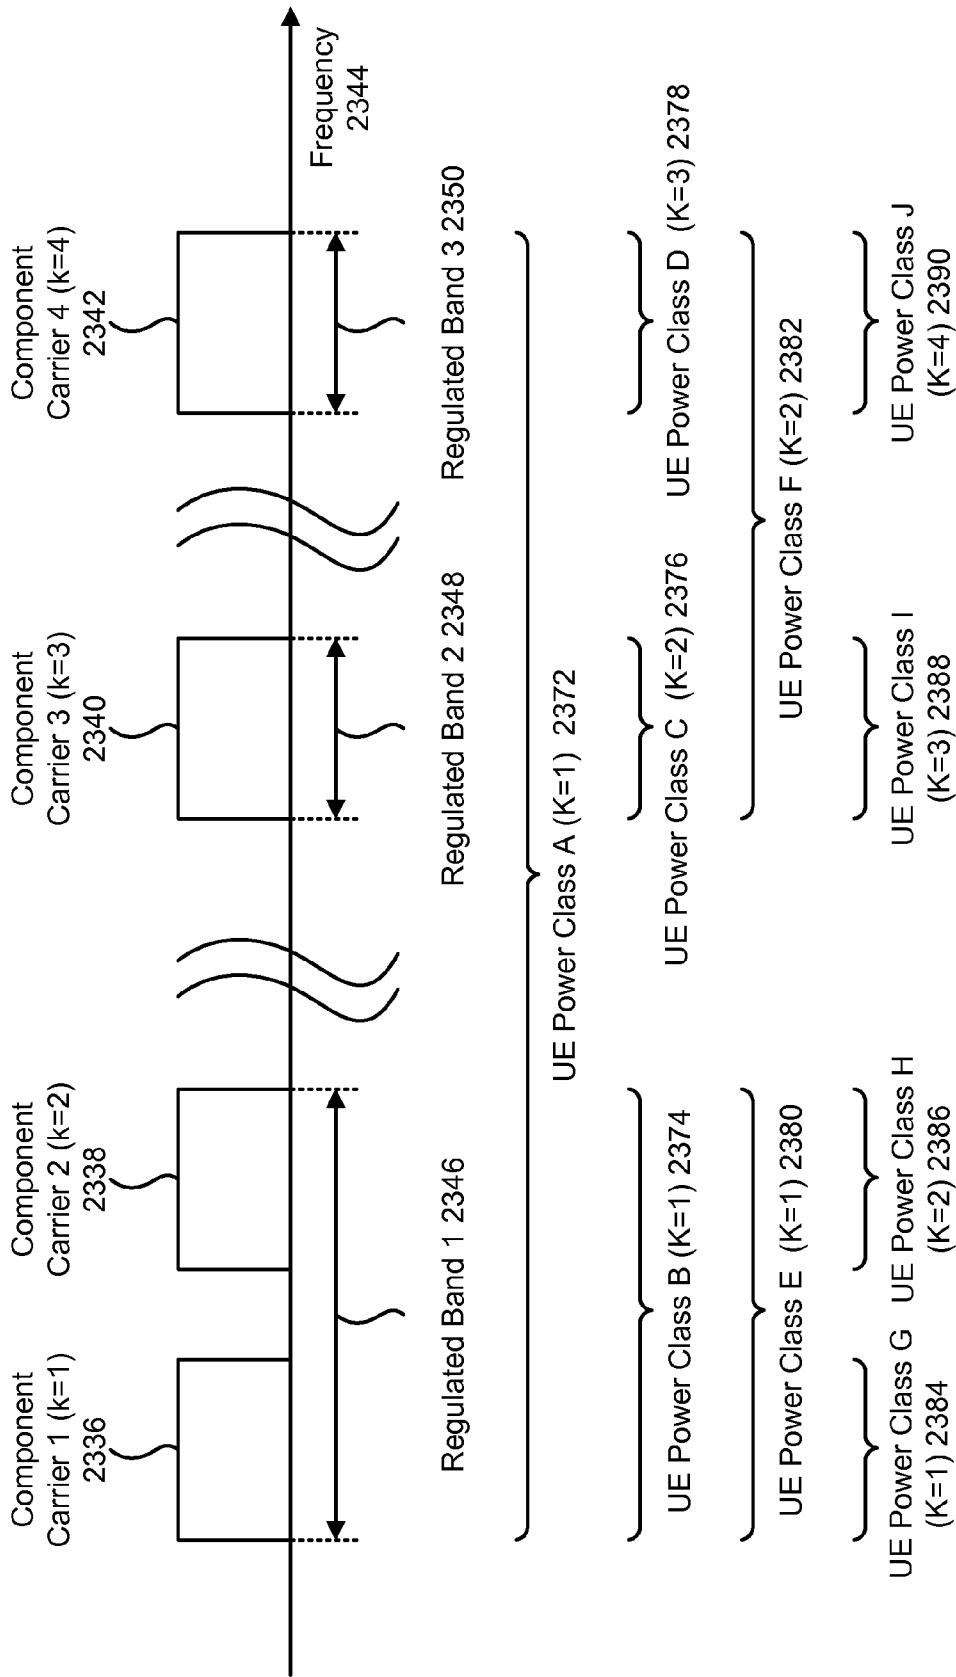 Component
Carrier 1 (k=1)
2336
Component
Carrier 2 (k=2)
2338
Component
Carrier 3 (k=3)
2340
Component
Carrier 4 (k=4)
2342
Frequency
2344
Regulated Band 1 2346
Regulated Band 2 2348
Regulated Band 3 2350
UE Power Class A (K=1) 2372
UE Power Class B (K=1) 2374
UE Power Class C (K=2) 2376
UE Power Class D (K=3) 2378
UE Power Class E (K=1) 2380
UE Power Class F (K=2) 2382
UE Power Class G
(K=1) 2384
UE Power Class H
(K=2) 2386
UE Power Class I
(K=3) 2388
UE Power Class J
(K=4) 2390